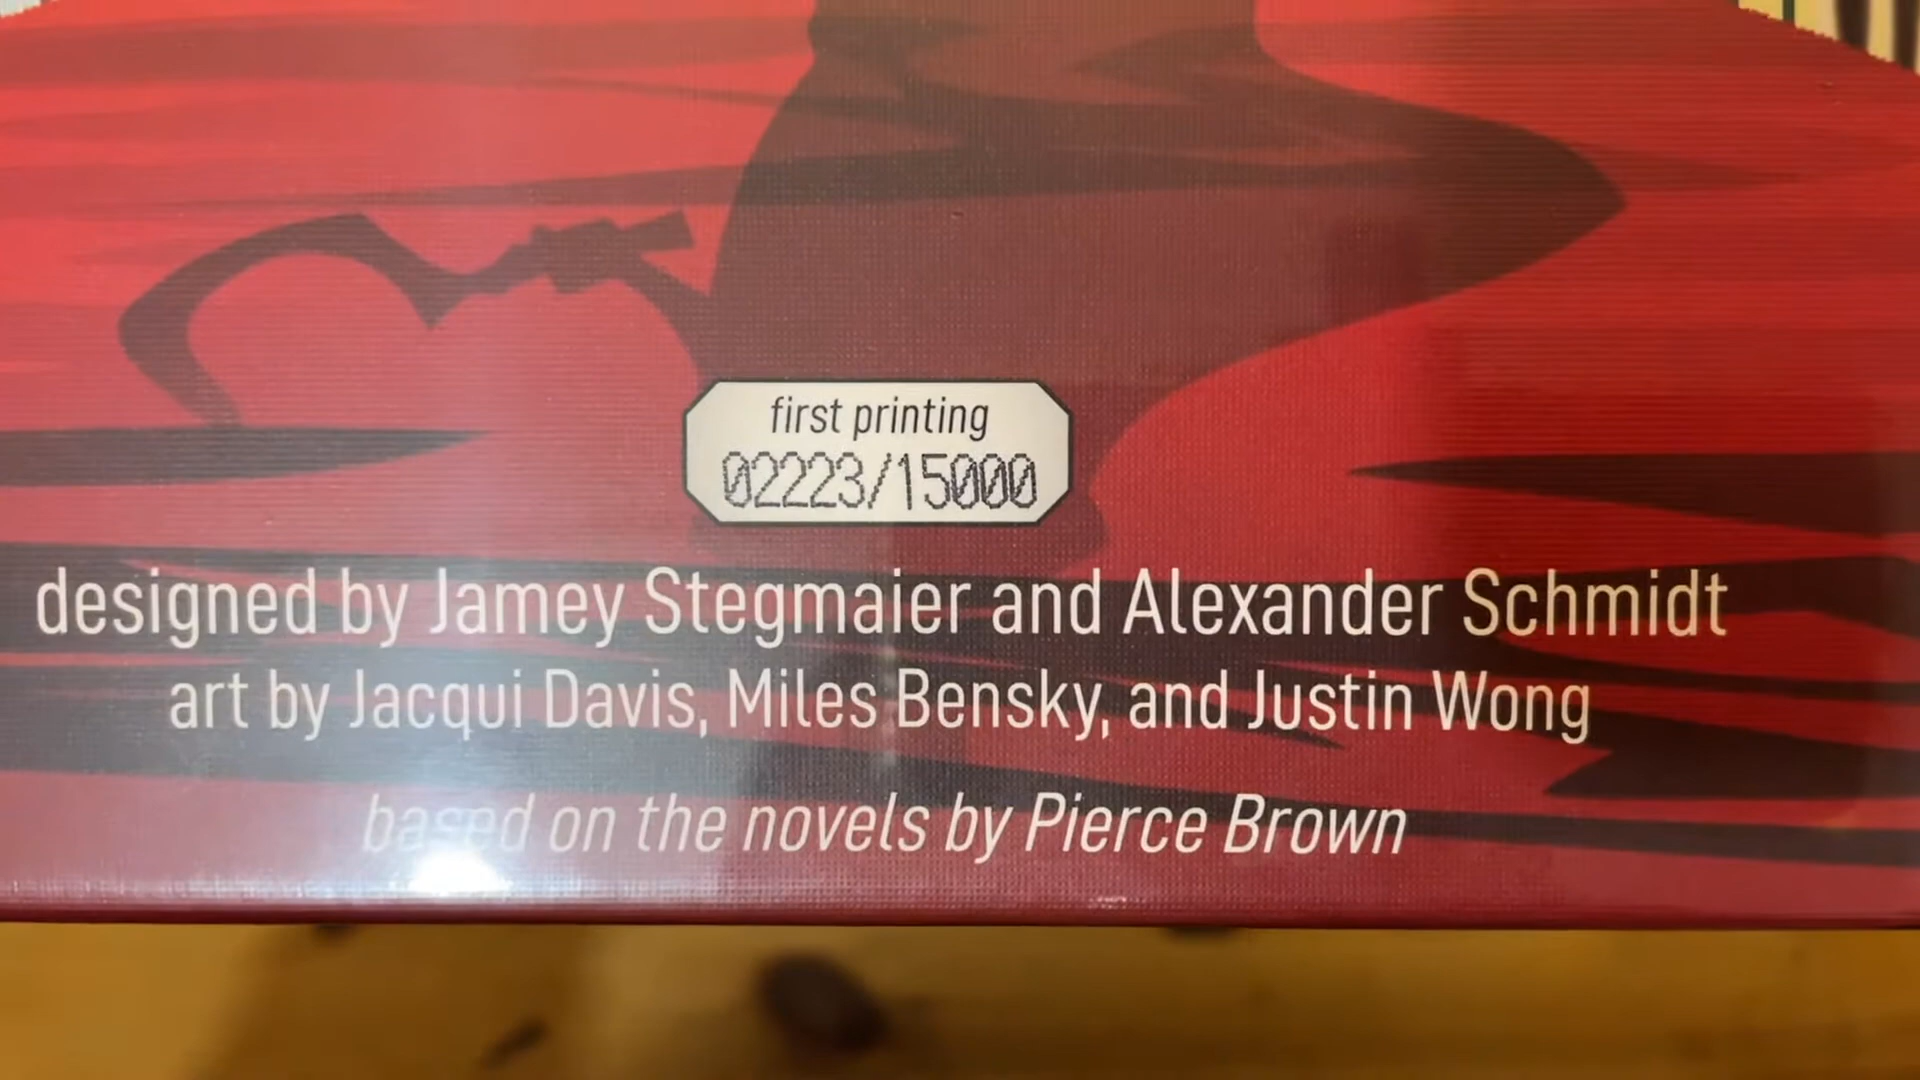 first printing
02223/15000
designed by Jamey Stegmaier and Alexander Schmidt
art by Jacqui Davis, Miles Bensky, and Justin Wong
based on the novels by Pierce Brown